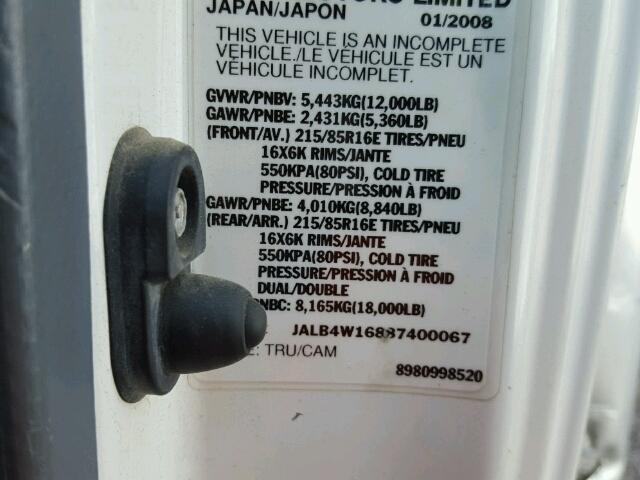 LIMITED
JAPAN/JAPON 01/2008
THIS VEHICLE IS AN INCOMPLETE
VEHICLE./LE VÉHICULE EST UN
VÉHICULE INCOMPLET.
GVWR/PNBV: 5,443KG(12,000LB)
GAWR/PNBE: 2,431KG(5,360LB)
(FRONT/AV.) 215/85R16E TIRES/PNEU
16X6K RIMS/JANTE
550KPA(80PSI), COLD TIRE
PRESSURE/PRESSION À FROID
GAWR/PNBE: 4,010KG(8,840LB)
(REAR/ARR.) 215/85R16E TIRES/PNEU
16X6K RIMS/JANTE
550KPA(80PSI), COLD TIRE
PRESSURE/PRESSION À FROID
DUAL/DOUBLE
NBC: 8,165KG(18,000LB)
JALB4W16887400067
E: TRU/CAM
8980998520